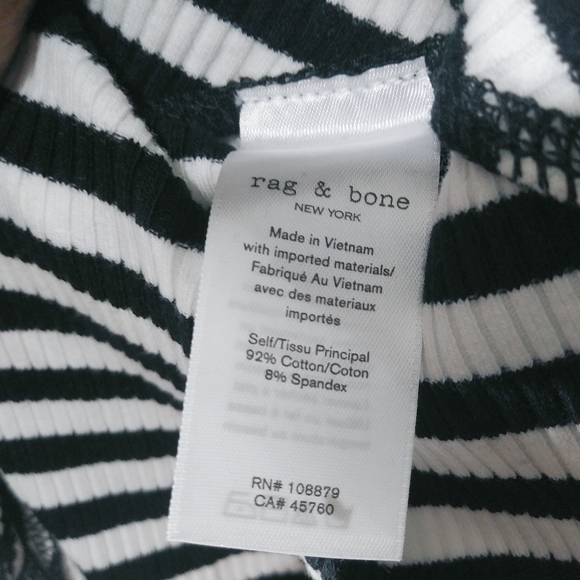 rag & bone
NEW YORK
Made in Vietnam
with imported materials/
Fabriqué Au Vietnam
avec des materiaux
importés
Self/Tissu Principal
92% Cotton/Coton
8% Spandex
RN# 108879
CA# 45760